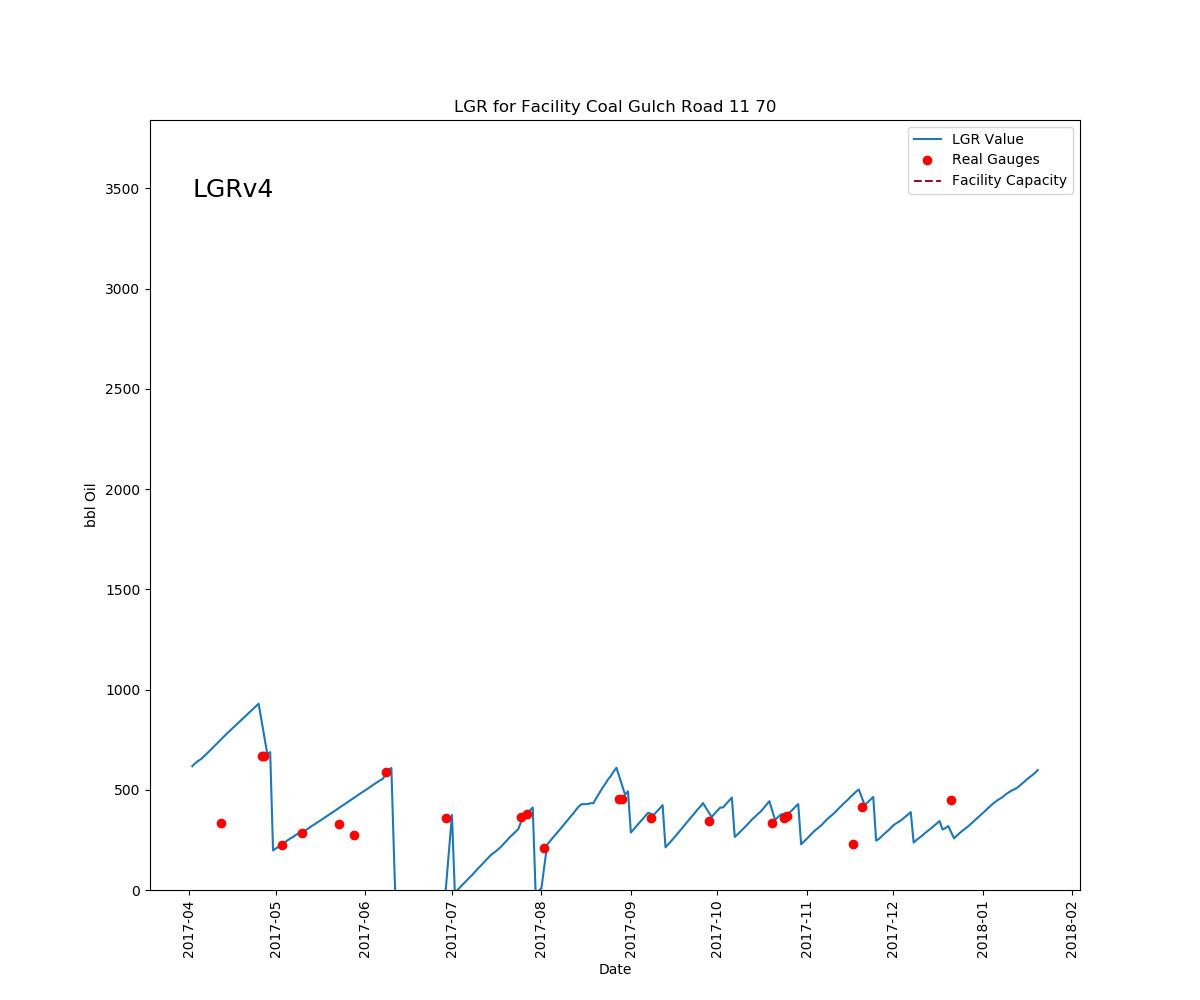 LGR for Facility Coal Gulch Road 11 70
LGR Value
Real Gauges
Facility Capacity
LGRv4
3500
3000
2500
2000
1500
1000
500
0
bbl Oil
2017-04
2017-05
2017-06
2017-07
2017-08
2017-09
2017-10
2017-11
2017-12
2018-01
2018-02
Date